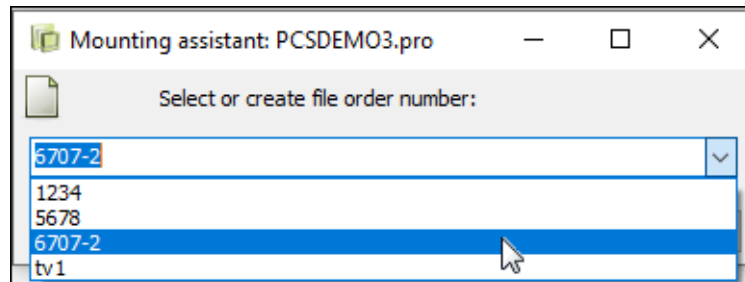 Mounting assistant: PCSDEMO3.pro
Select or create file order number:
6707-2
1234
5678
6707-2
tv1